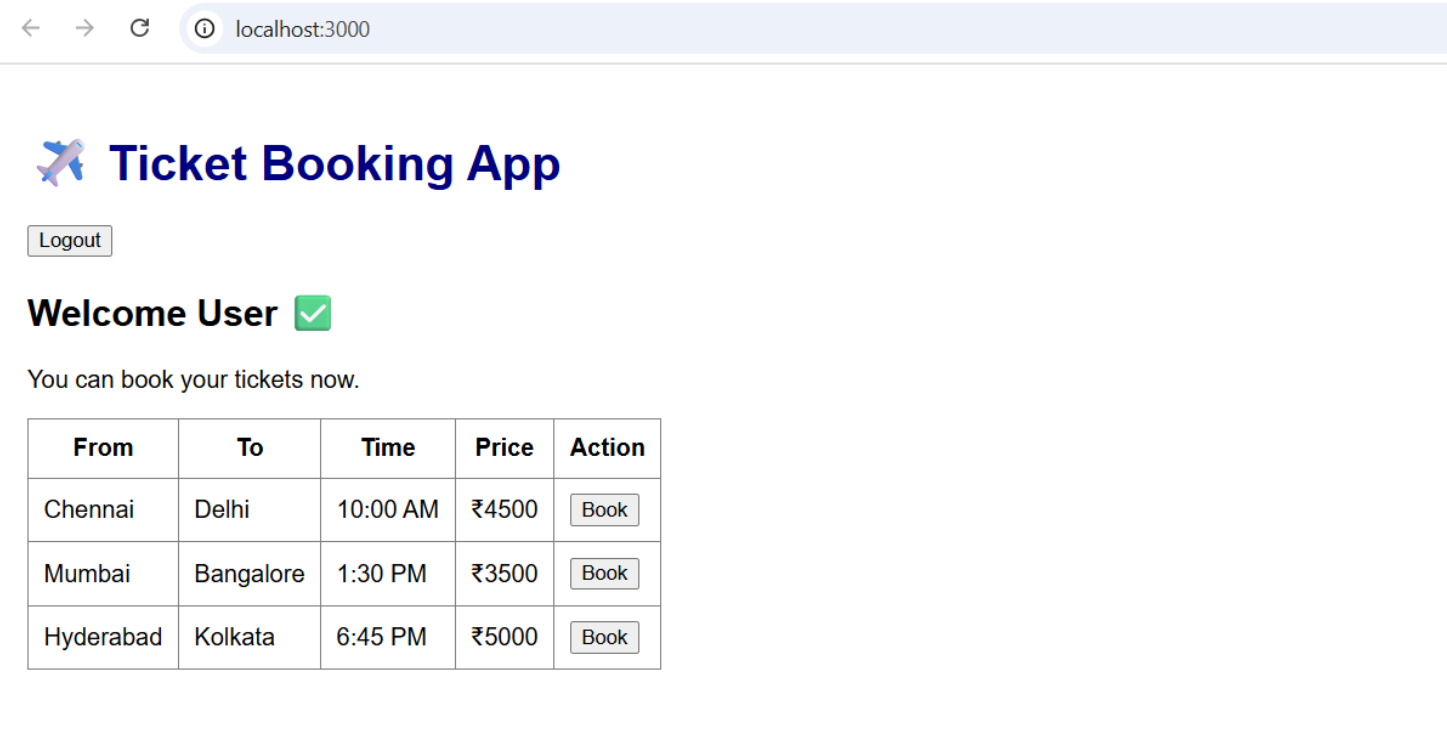 localhost:3000
Ticket Booking App
Logout
Welcome User ✅
You can book your tickets now.
From To Time Price Action
Chennai Delhi 10:00 AM ₹4500 Book
Mumbai Bangalore 1:30 PM ₹3500 Book
Hyderabad Kolkata 6:45 PM ₹5000 Book